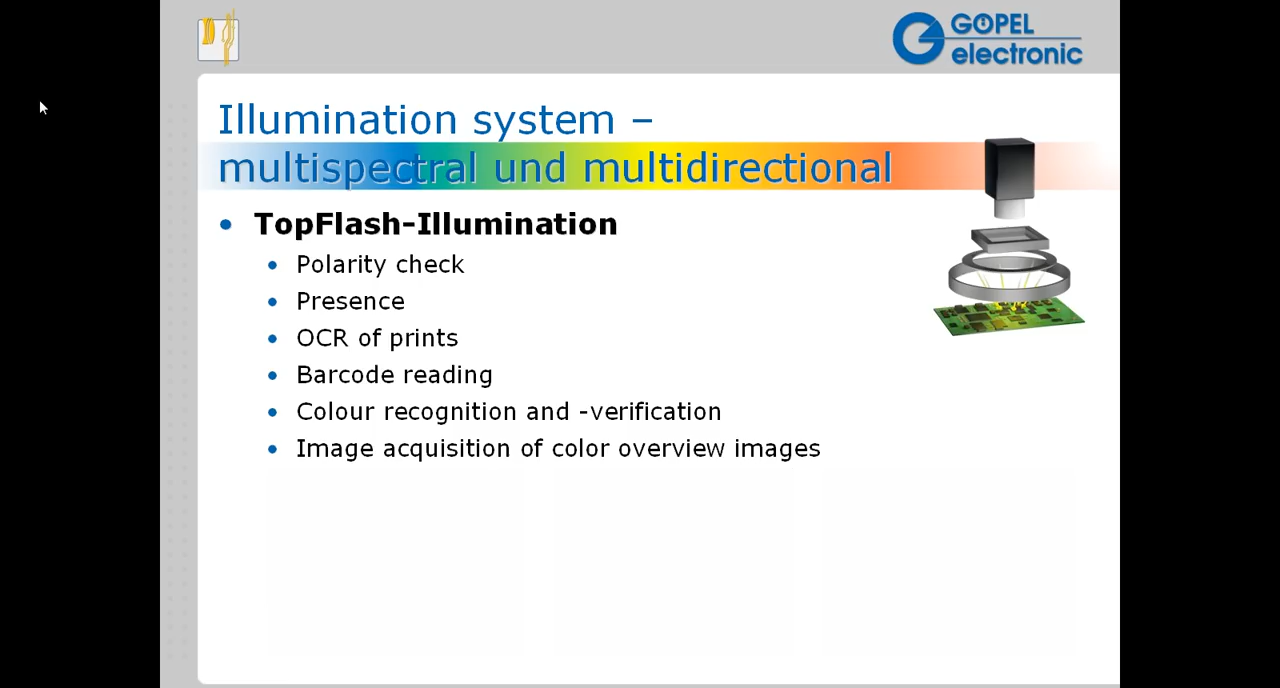 GÖPEL
electronic
Illumination system –
multispectral und multidirectional
• TopFlash-Illumination
• Polarity check
• Presence
• OCR of prints
• Barcode reading
• Colour recognition and -verification
• Image acquisition of color overview images